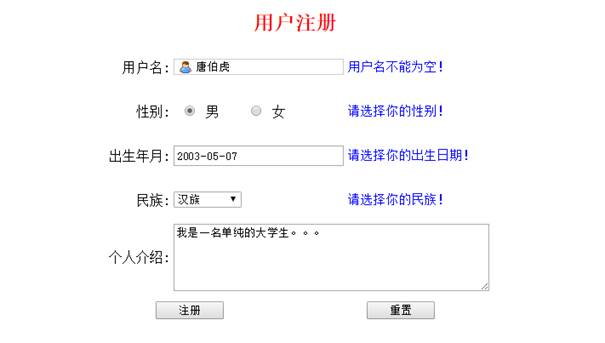 用户注册
用户名: 唐伯虎 用户名不能为空!
性别: 男 女 请选择你的性别!
出生年月: 2003-05-07 请选择你的出生日期!
民族: 汉族 请选择你的民族!
个人介绍: 我是一名单纯的大学生。。。
注册 重置